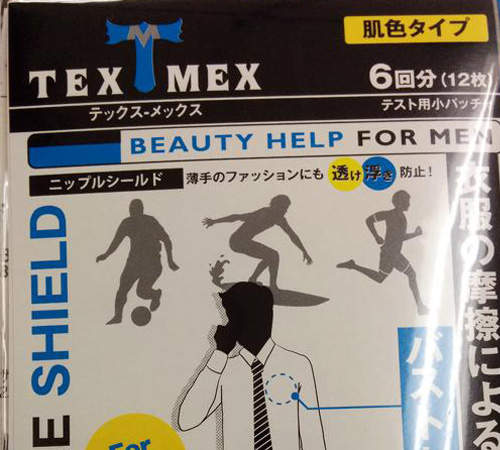 肌色タイプ
TEX MEX
6回分(12枚)
テックス-メックス
テスト用小パッチ
BEAUTY HELP FOR MEN
ニップルシールド
薄手のファッションにも 透け 浮き 防止!
E SHIELD
衣服の摩擦による
バスト
For